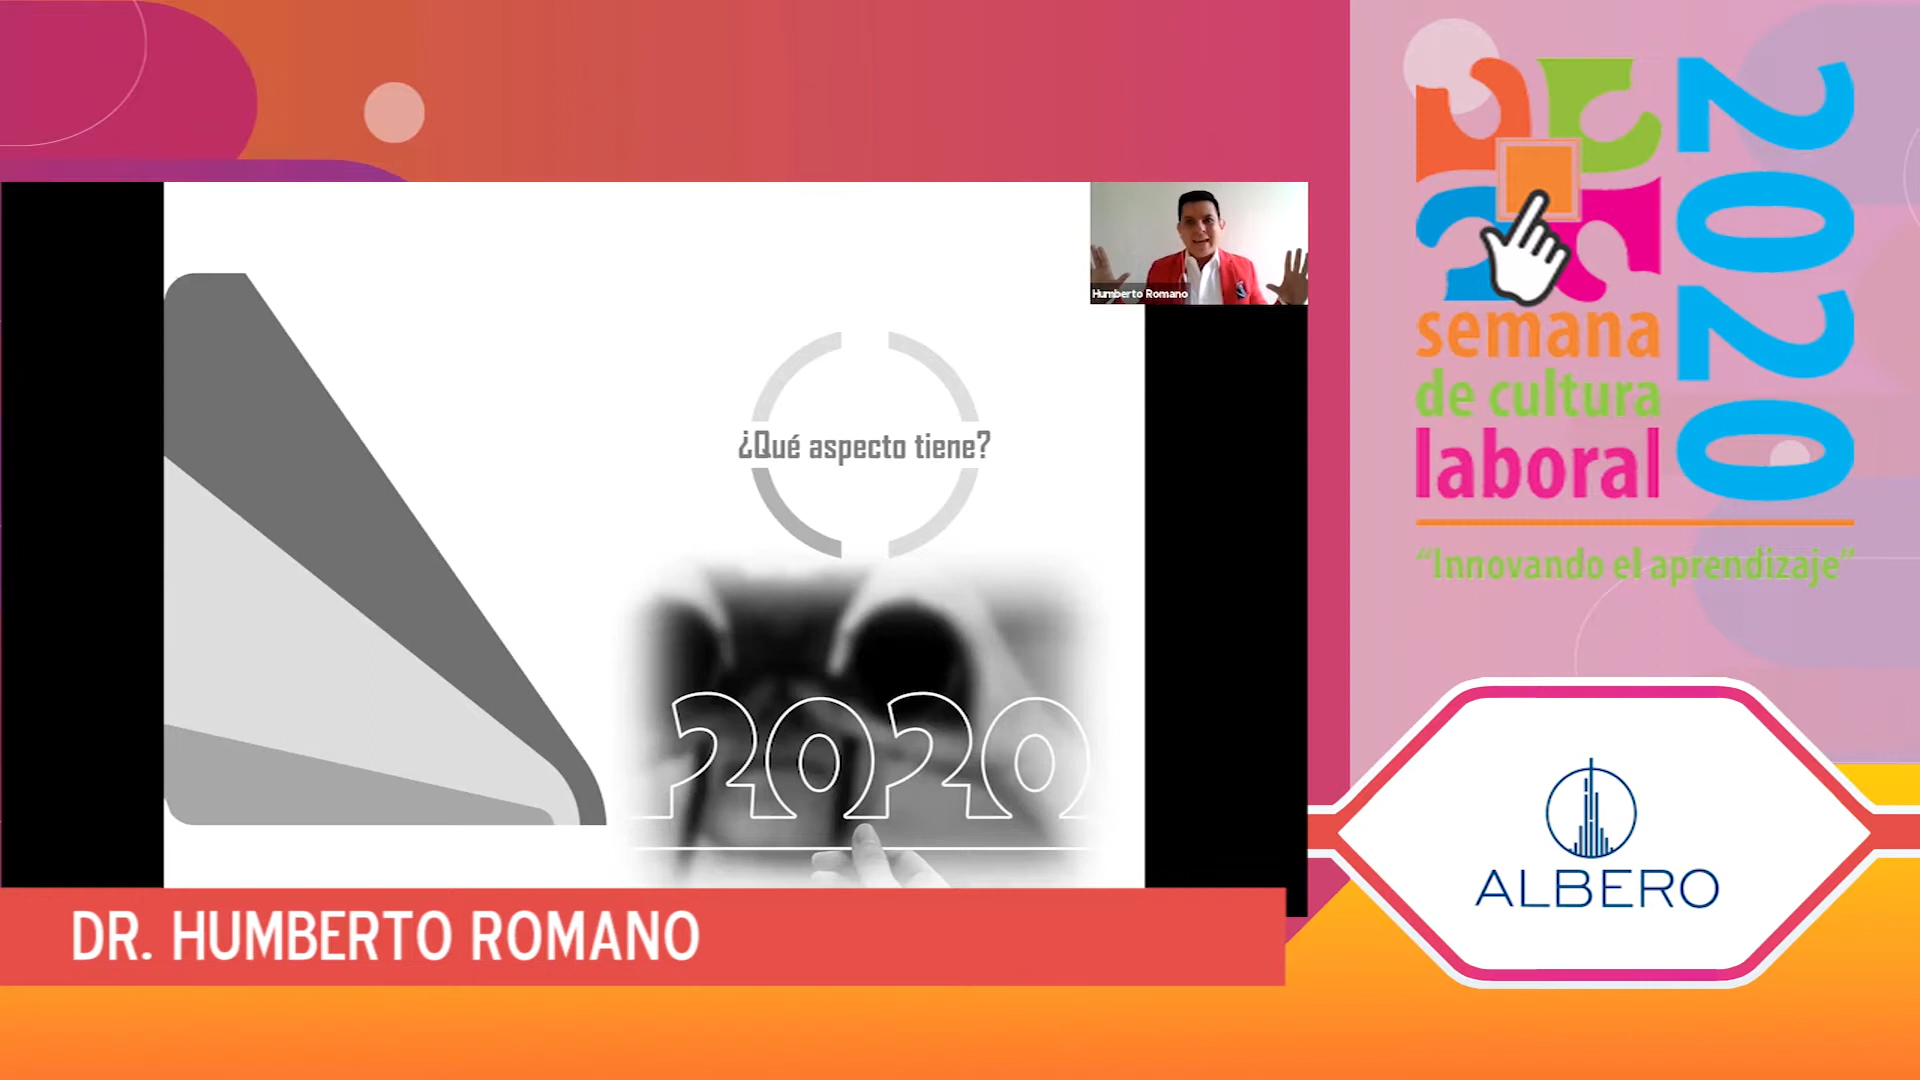 Humberto Romano
¿Qué aspecto tiene?
2020
DR. HUMBERTO ROMANO
semana
de cultura
laboral
2020
“Innovando el aprendizaje”
ALBERO